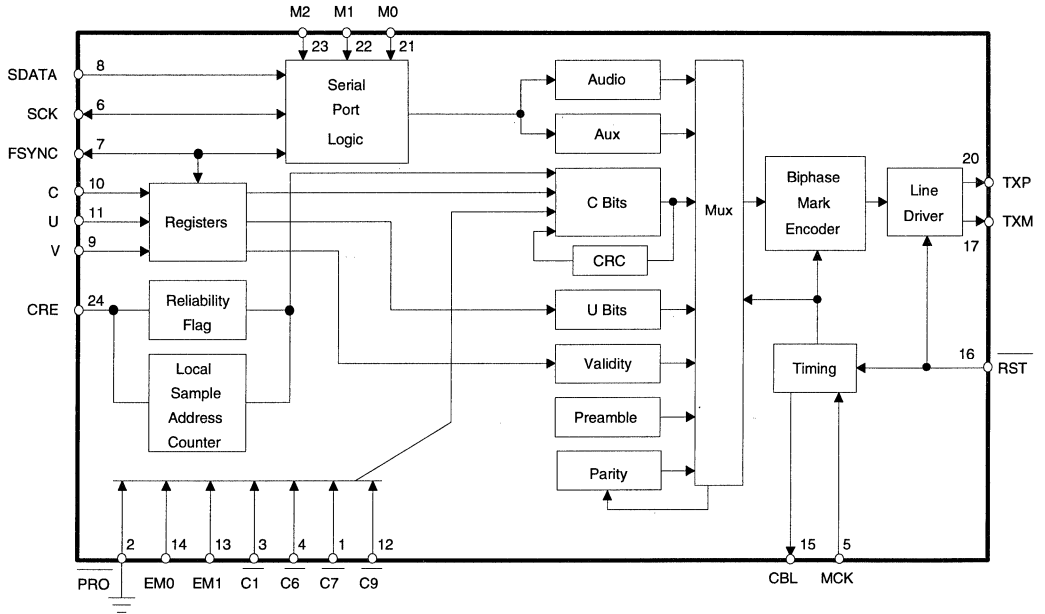 M2 M1 M0
23 22 21
SDATA 8
SCK 6
FSYNC 7
C 10
U 11
V 9
CRE 24
Serial
Port
Logic
Registers
Reliability
Flag
Local
Sample
Address
Counter
Audio
Aux
C Bits
CRC
U Bits
Validity
Preamble
Parity
Mux
Biphase
Mark
Encoder
Line
Driver
20 TXP
TXM
17
Timing
16
RST
2 14 13 3 4 1 12 15 5
PRO EM0 EM1 C1 C6 C7 C9 CBL MCK